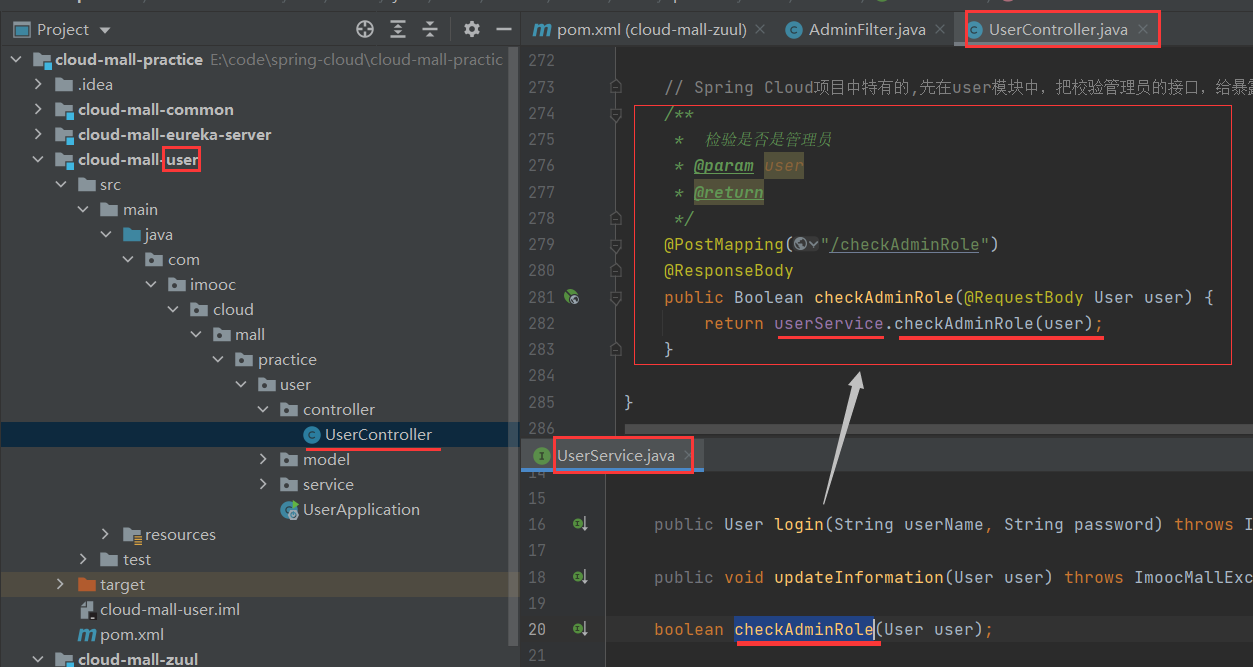 Project
cloud-mall-practice E:\code\spring-cloud\cloud-mall-practic
.idea
cloud-mall-common
cloud-mall-eureka-server
cloud-mall-user
src
main
java
com
imooc
cloud
mall
practice
user
controller
UserController
model
service
UserApplication
resources
test
target
cloud-mall-user.iml
pom.xml
cloud-mall-zuul
pom.xml (cloud-mall-zuul)
AdminFilter.java
UserController.java
272
273 // Spring Cloud项目中特有的,先在user模块中，把校验管理员的接口，给暴露
274 /**
275 * 检验是否是管理员
276 * @param user
277 * @return
278 */
279 @PostMapping("/checkAdminRole")
280 @ResponseBody
281 public Boolean checkAdminRole(@RequestBody User user) {
282 return userService.checkAdminRole(user);
283 }
284
285 }
286
UserService.java
14
15
16 public User login(String userName, String password) throws I
17
18 public void updateInformation(User user) throws ImoocMallExc
19
20 boolean checkAdminRole(User user);
21